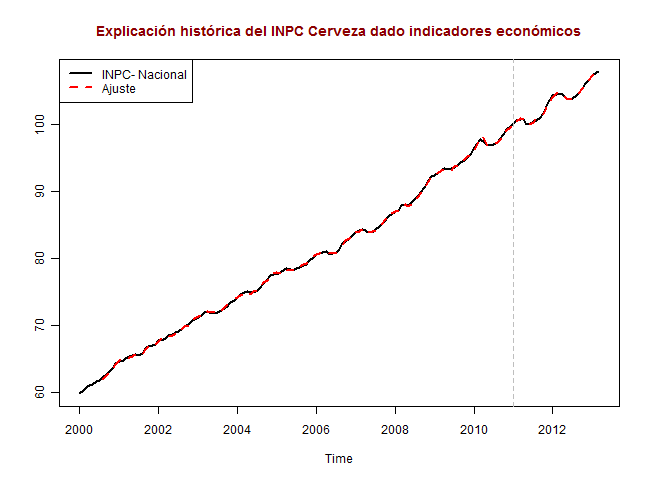 Explicación histórica del INPC Cerveza dado indicadores económicos
INPC- Nacional
Ajuste
100
90
80
70
60
2000 2002 2004 2006 2008 2010 2012
Time